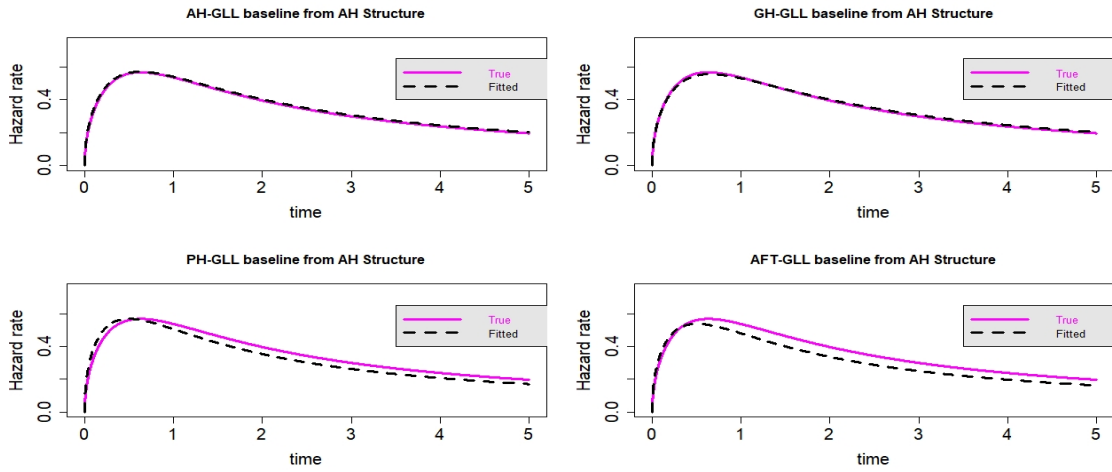 AH-GLL baseline from AH Structure
Hazard rate
0.0
0.4
True
Fitted
0 1 2 3 4 5
time
GH-GLL baseline from AH Structure
Hazard rate
0.0
0.4
True
Fitted
0 1 2 3 4 5
time
PH-GLL baseline from AH Structure
Hazard rate
0.0
0.4
True
Fitted
0 1 2 3 4 5
time
AFT-GLL baseline from AH Structure
Hazard rate
0.0
0.4
True
Fitted
0 1 2 3 4 5
time